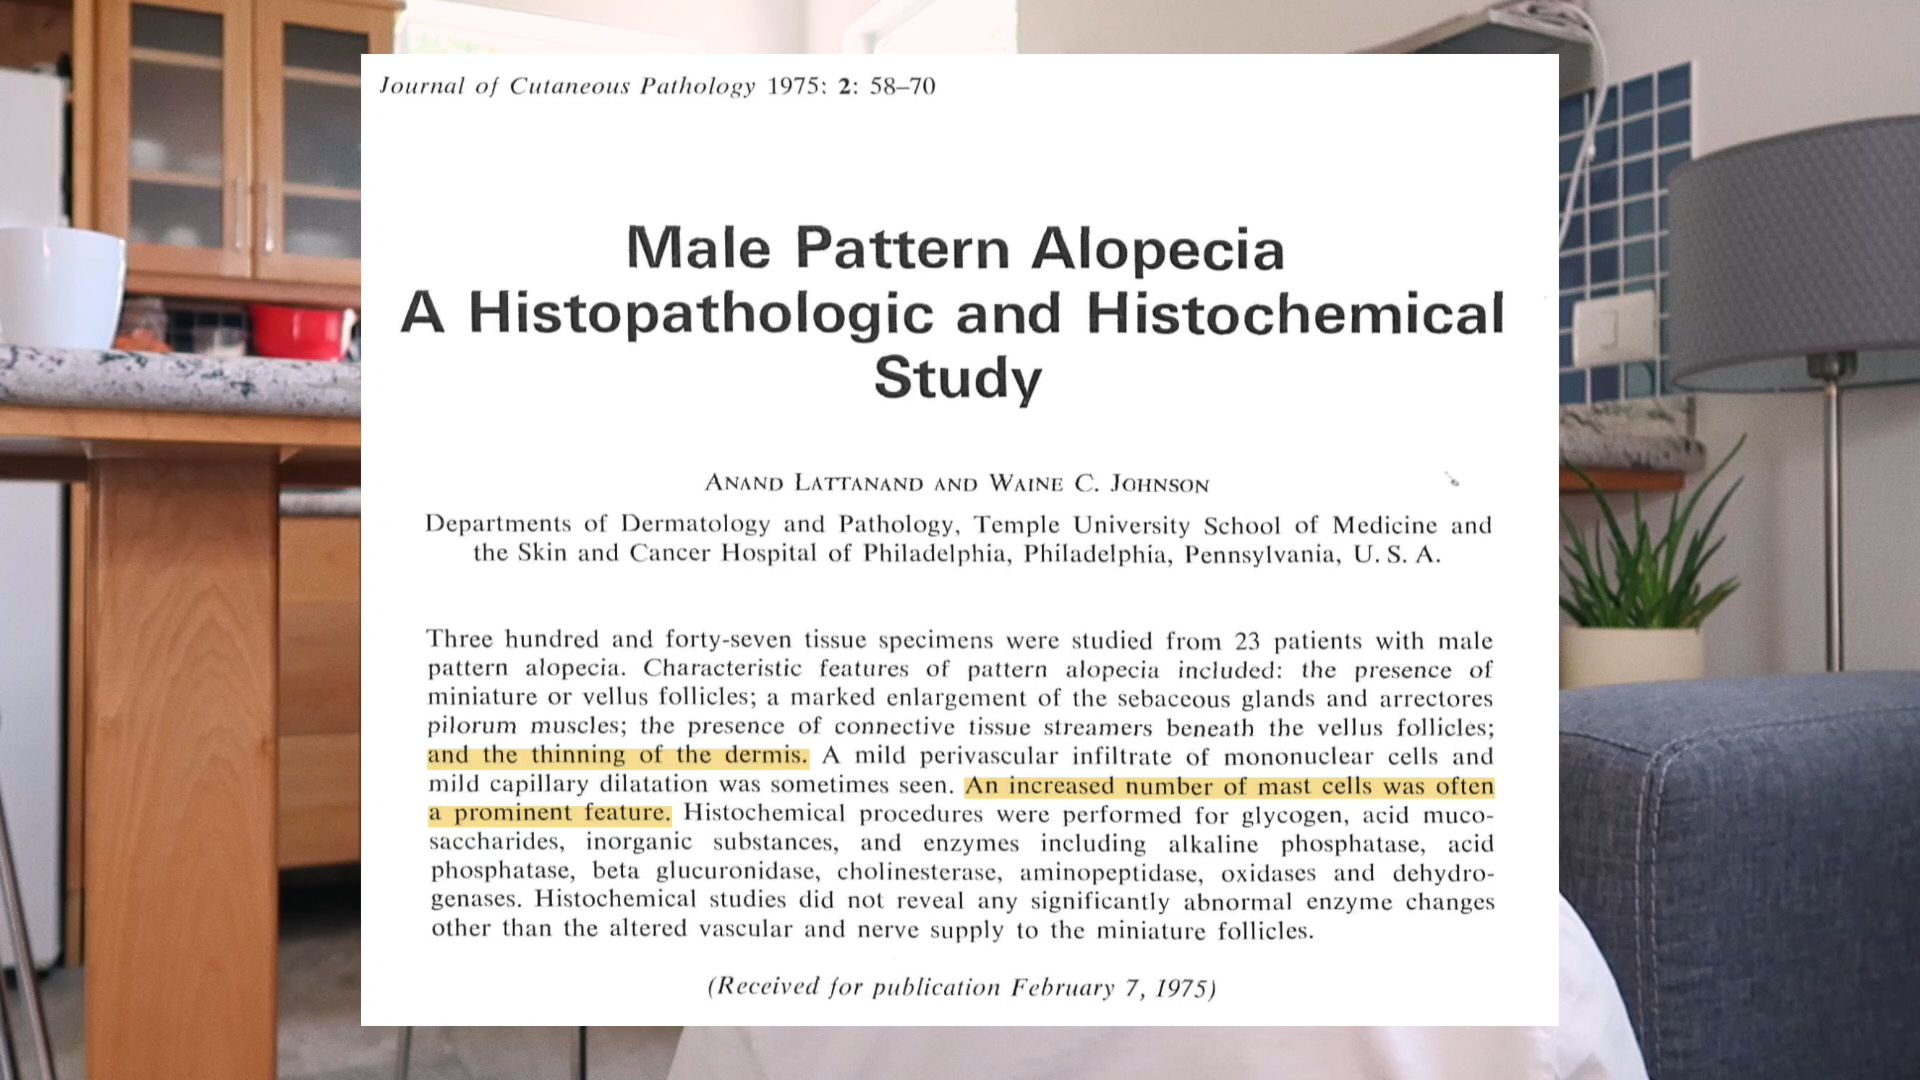 Journal of Cutaneous Pathology 1975: 2: 58–70
Male Pattern Alopecia
A Histopathologic and Histochemical
Study
ANAND LATTANAND AND WAINE C. JOHNSON
Departments of Dermatology and Pathology, Temple University School of Medicine and
the Skin and Cancer Hospital of Philadelphia, Philadelphia, Pennsylvania, U. S. A.
Three hundred and forty-seven tissue specimens were studied from 23 patients with male
pattern alopecia. Characteristic features of pattern alopecia included: the presence of
miniature or vellus follicles; a marked enlargement of the sebaceous glands and arrectores
pilorum muscles; the presence of connective tissue streamers beneath the vellus follicles;
and the thinning of the dermis. A mild perivascular infiltrate of mononuclear cells and
mild capillary dilatation was sometimes seen. An increased number of mast cells was often
a prominent feature. Histochemical procedures were performed for glycogen, acid muco-
saccharides, inorganic substances, and enzymes including alkaline phosphatase, acid
phosphatase, beta glucuronidase, cholinesterase, aminopeptidase, oxidases and dehydro-
genases. Histochemical studies did not reveal any significantly abnormal enzyme changes
other than the altered vascular and nerve supply to the miniature follicles.
(Received for publication February 7, 1975)